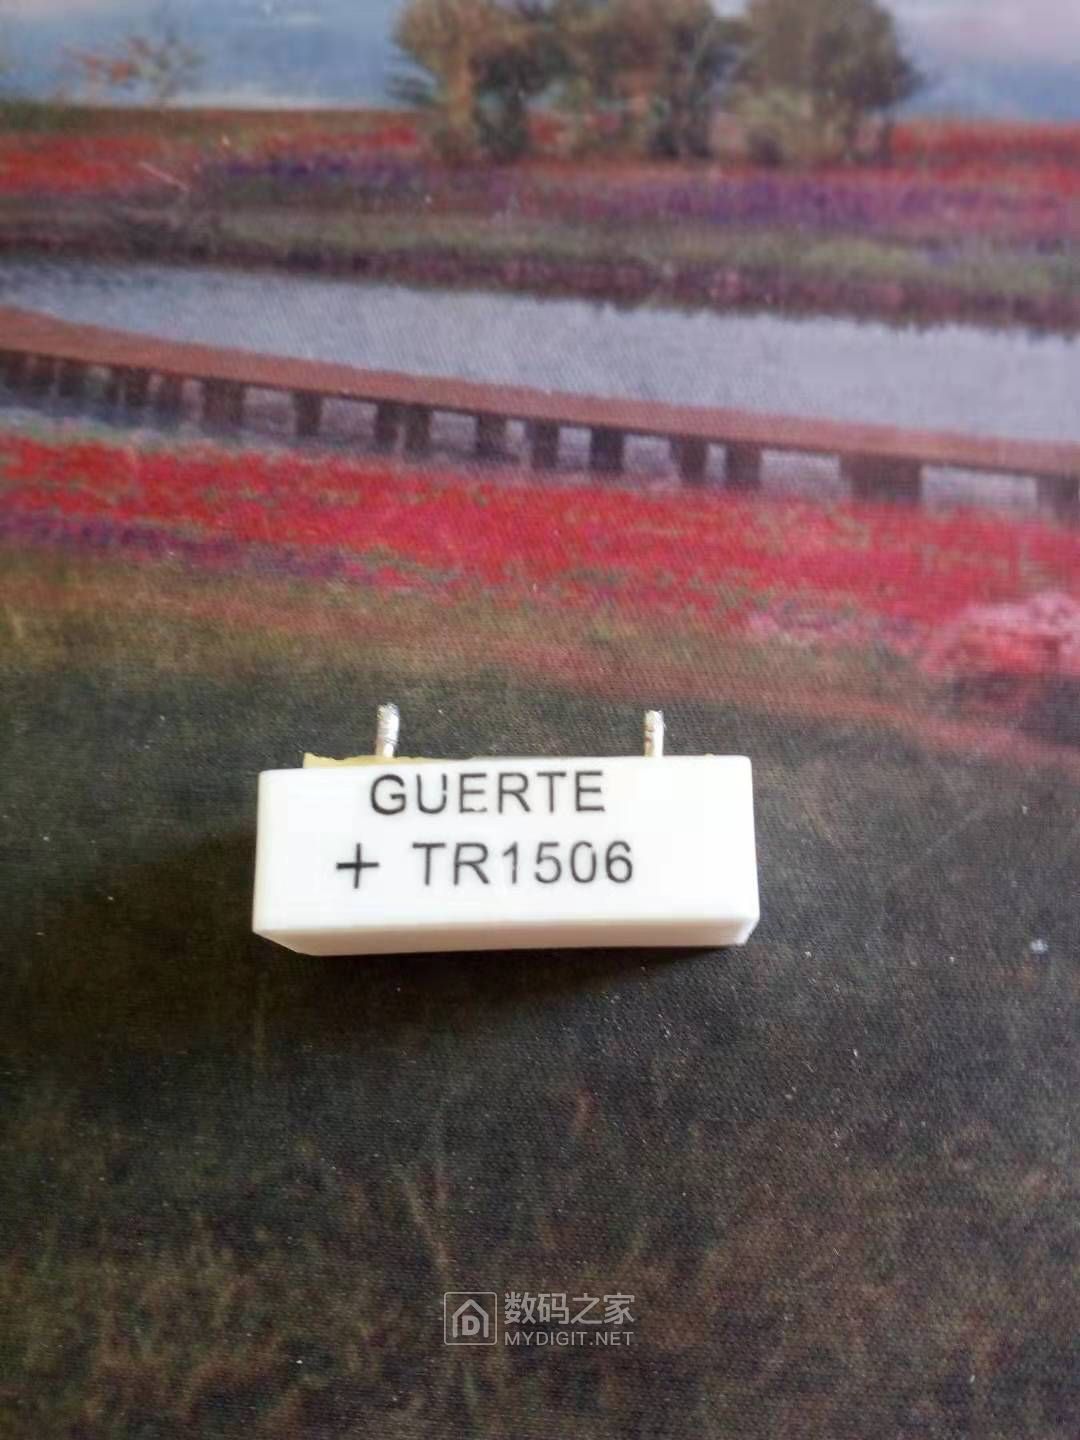 GUERTE
+ TR1506
数码之家
MYDIGIT.NET